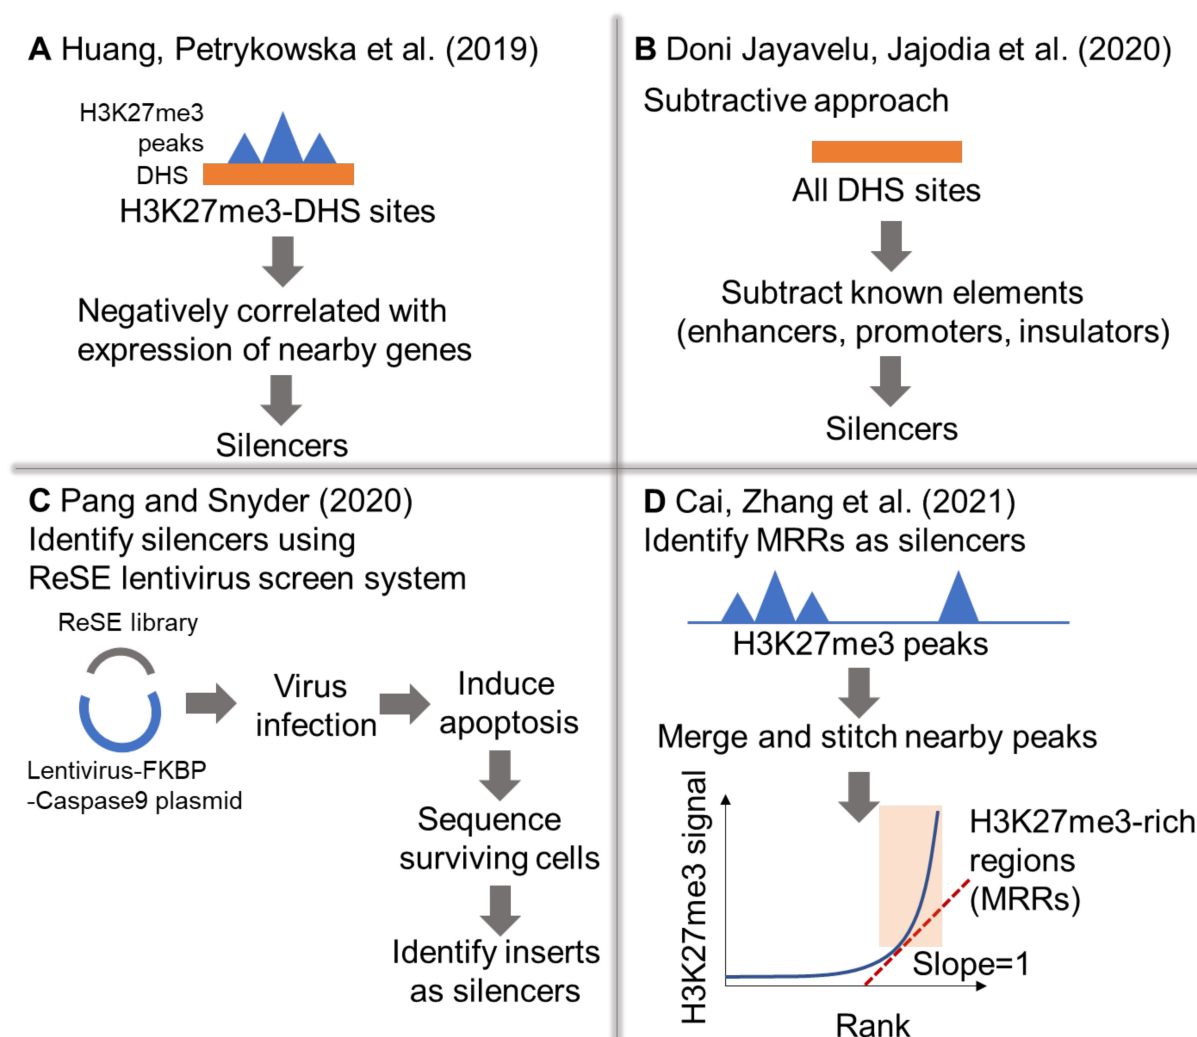 A Huang, Petrykowska et al. (2019)
H3K27me3
peaks
DHS
H3K27me3-DHS sites
Negatively correlated with
expression of nearby genes
Silencers
B Doni Jayavelu, Jajodia et al. (2020)
Subtractive approach
All DHS sites
Subtract known elements
(enhancers, promoters, insulators)
Silencers
C Pang and Snyder (2020)
Identify silencers using
ReSE lentivirus screen system
ReSE library
Lentivirus-FKBP
-Caspase9 plasmid
Virus
infection
Induce
apoptosis
Sequence
surviving cells
Identify inserts
as silencers
D Cai, Zhang et al. (2021)
Identify MRRs as silencers
H3K27me3 peaks
Merge and stitch nearby peaks
H3K27me3 signal
H3K27me3-rich
regions
(MRRs)
Slope=1
Rank